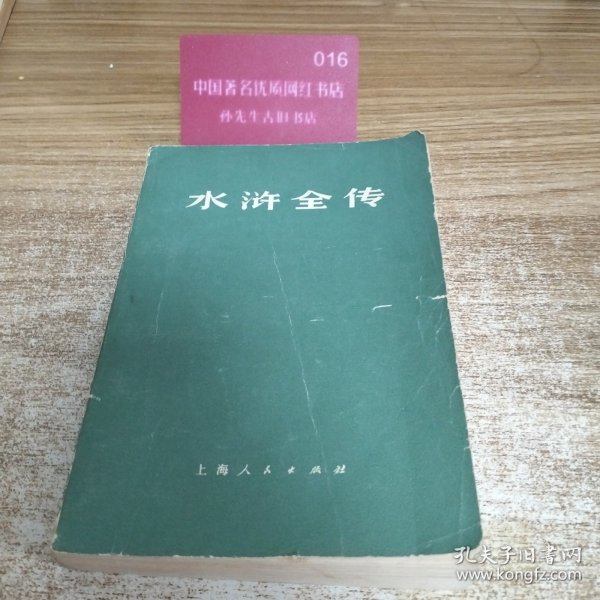 016
中国著名优质网红书店
孙先生古旧书店
水浒全传
上海人民出版社
孔夫子旧书网
www.kongfz.com